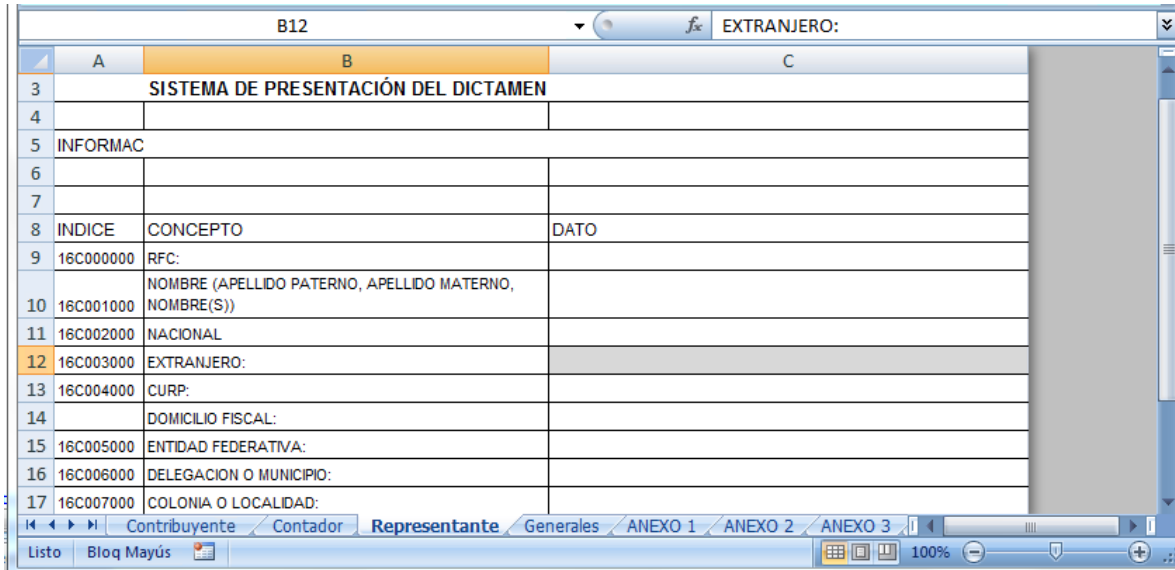 B12 fx EXTRANJERO:
A B C
3 SISTEMA DE PRESENTACIÓN DEL DICTAMEN
4
5 INFORMAC
6
7
8 INDICE CONCEPTO DATO
9 16C000000 RFC:
NOMBRE (APELLIDO PATERNO, APELLIDO MATERNO,
10 16C001000 NOMBRE(S))
11 16C002000 NACIONAL
12 16C003000 EXTRANJERO:
13 16C004000 CURP:
14 DOMICILIO FISCAL:
15 16C005000 ENTIDAD FEDERATIVA:
16 16C006000 DELEGACION O MUNICIPIO:
17 16C007000 COLONIA O LOCALIDAD:
Contribuyente Contador Representante Generales ANEXO 1 ANEXO 2 ANEXO 3
Listo Bloq Mayús 100%